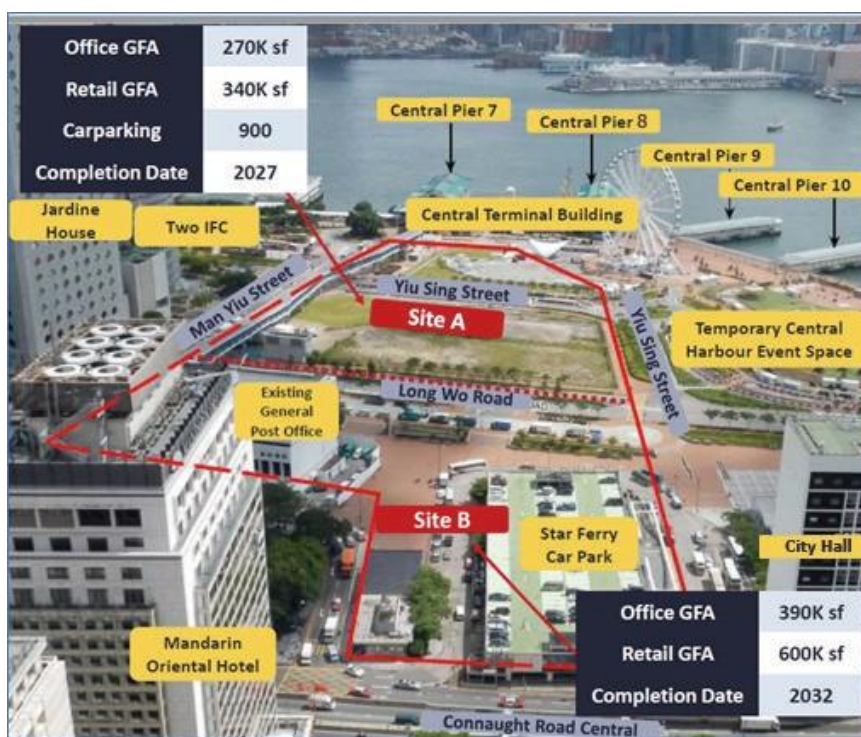 Office GFA 270K sf
Retail GFA 340K sf
Carparking 900
Completion Date 2027
Central Pier 7
Central Pier 8
Central Pier 9
Central Pier 10
Jardine
House
Two IFC
Central Terminal Building
Man Yiu Street
Yiu Sing Street
Site A
Yiu Sing Street
Temporary Central
Harbour Event Space
Existing
General
Post Office
Long Wo Road
Site B
Star Ferry
Car Park
City Hall
Mandarin
Oriental Hotel
Office GFA 390K sf
Retail GFA 600K sf
Completion Date 2032
Connaught Road Central